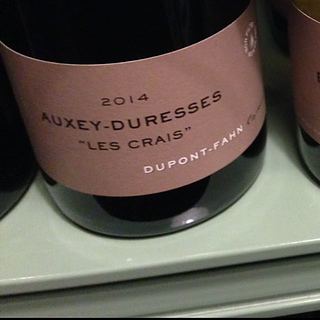 2014
AUXEY-DURESSES
"LES CRAIS"
DUPONT-FAHN